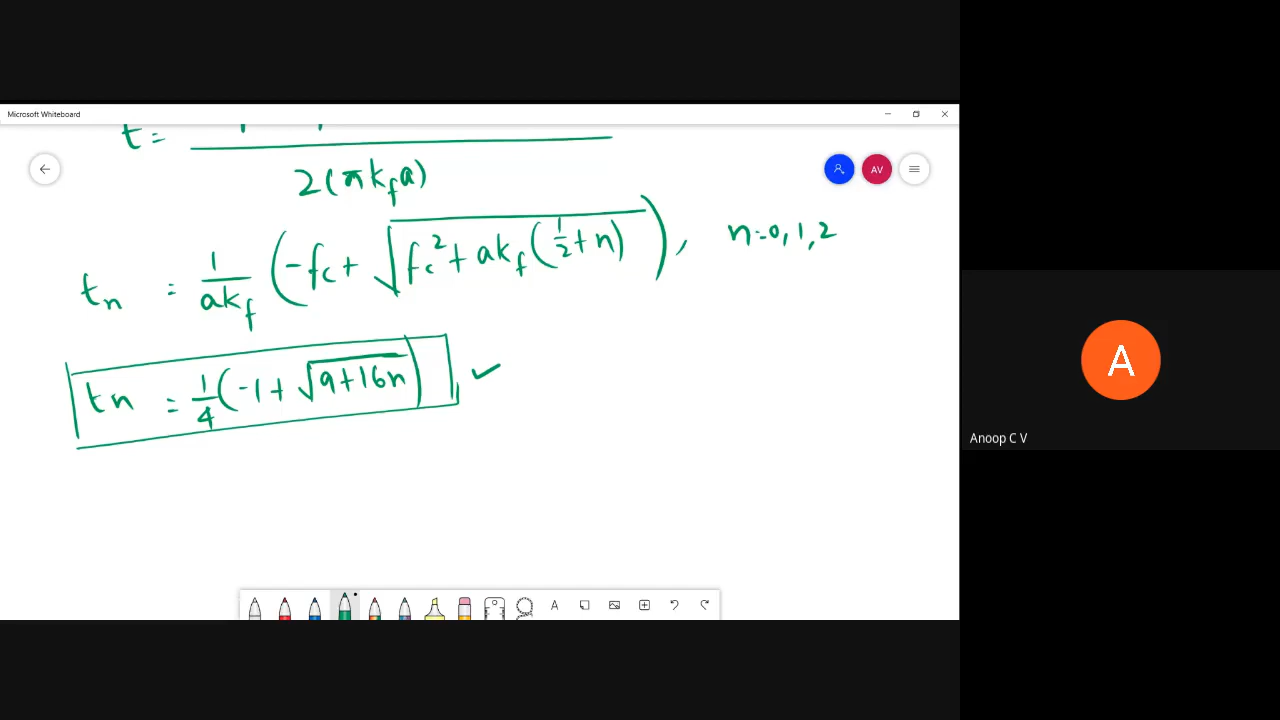 Microsoft Whiteboard
t =
2(πk_f a)
AV
t_n = 1/(ak_f) (-f_c + √(f_c² + ak_f (1/2 + n))), n=0, 1, 2
t_n = 1/4 (-1 + √(9+16n)), ✓
A
Anoop C V
A